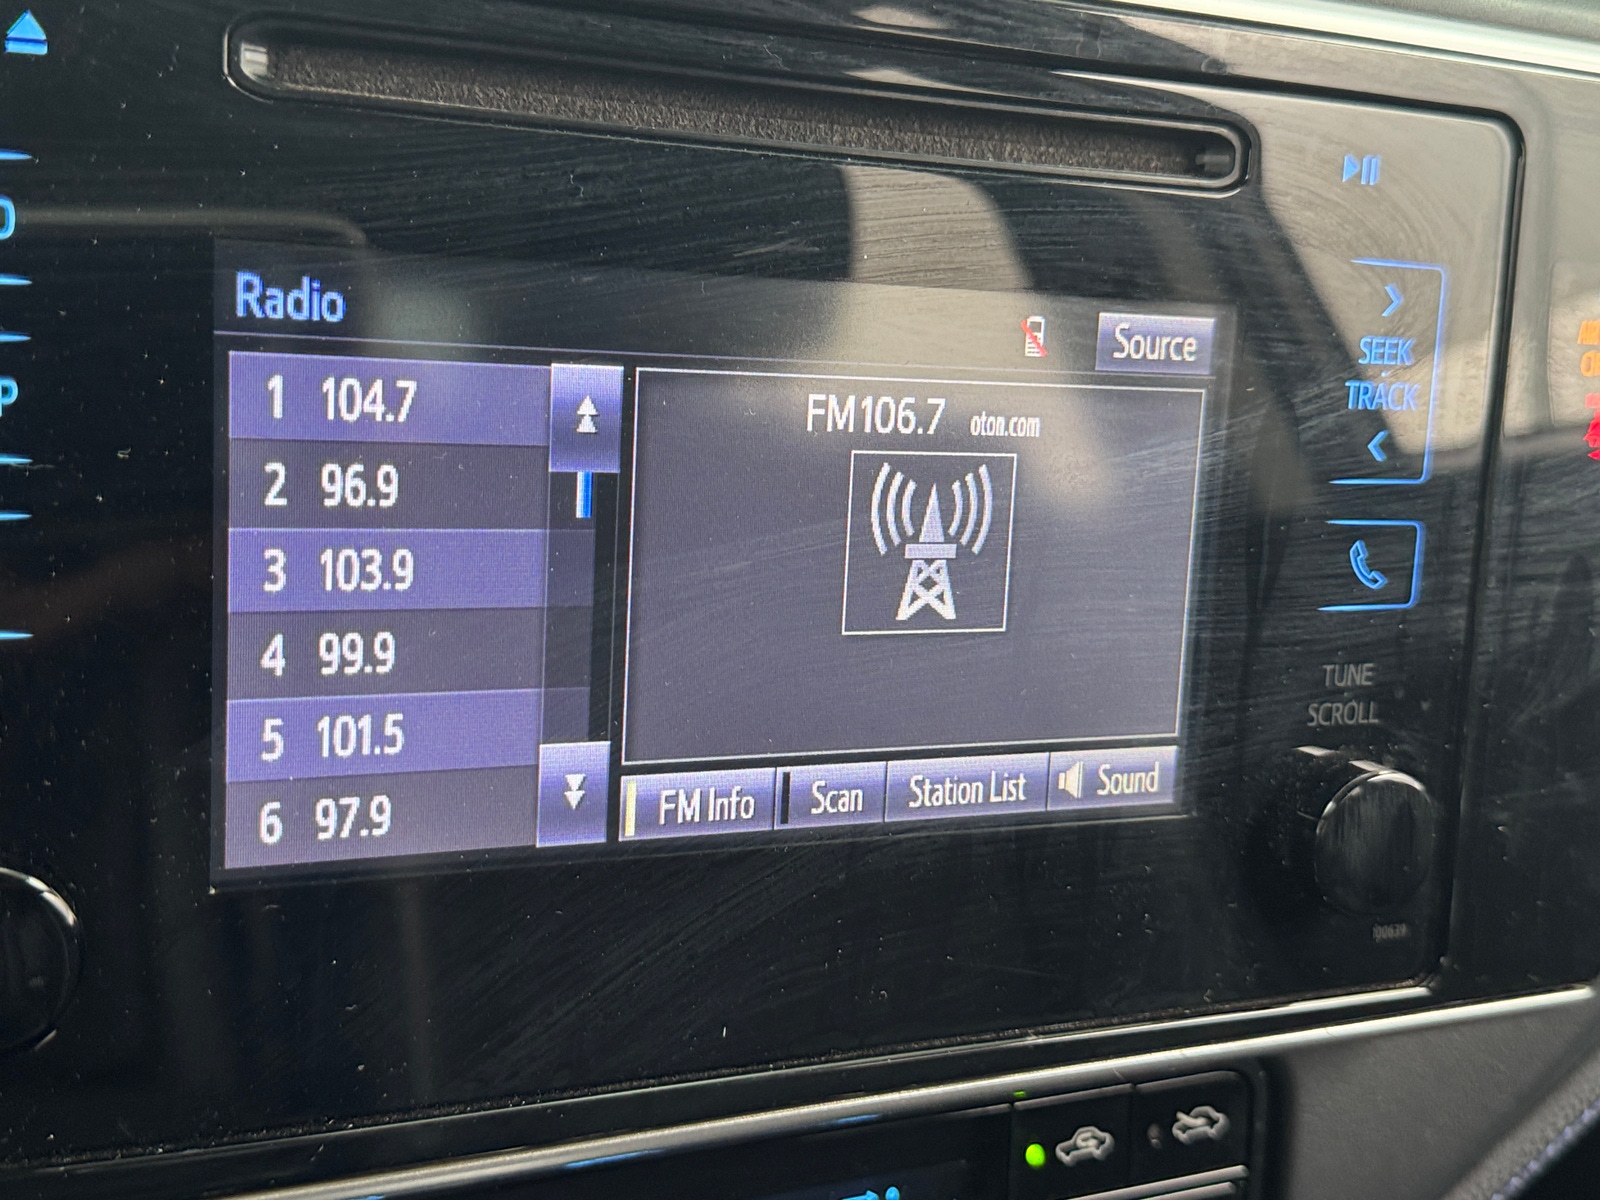 Radio
Source
1 104.7
2 96.9
3 103.9
4 99.9
5 101.5
6 97.9
FM106.7 oton.com
FM Info
Scan
Station List
Sound
SEEK
TRACK
TUNE
SCROLL
100639